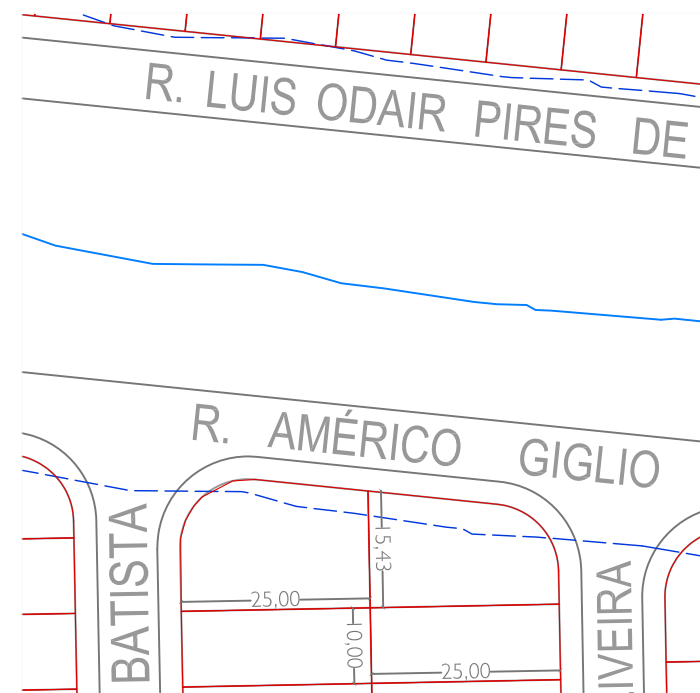 R. LUIS ODAIR PIRES DE
R. AMÉRICO GIGLIO
BATISTA
15,43
25,00
10,00
25,00
IVEIRA